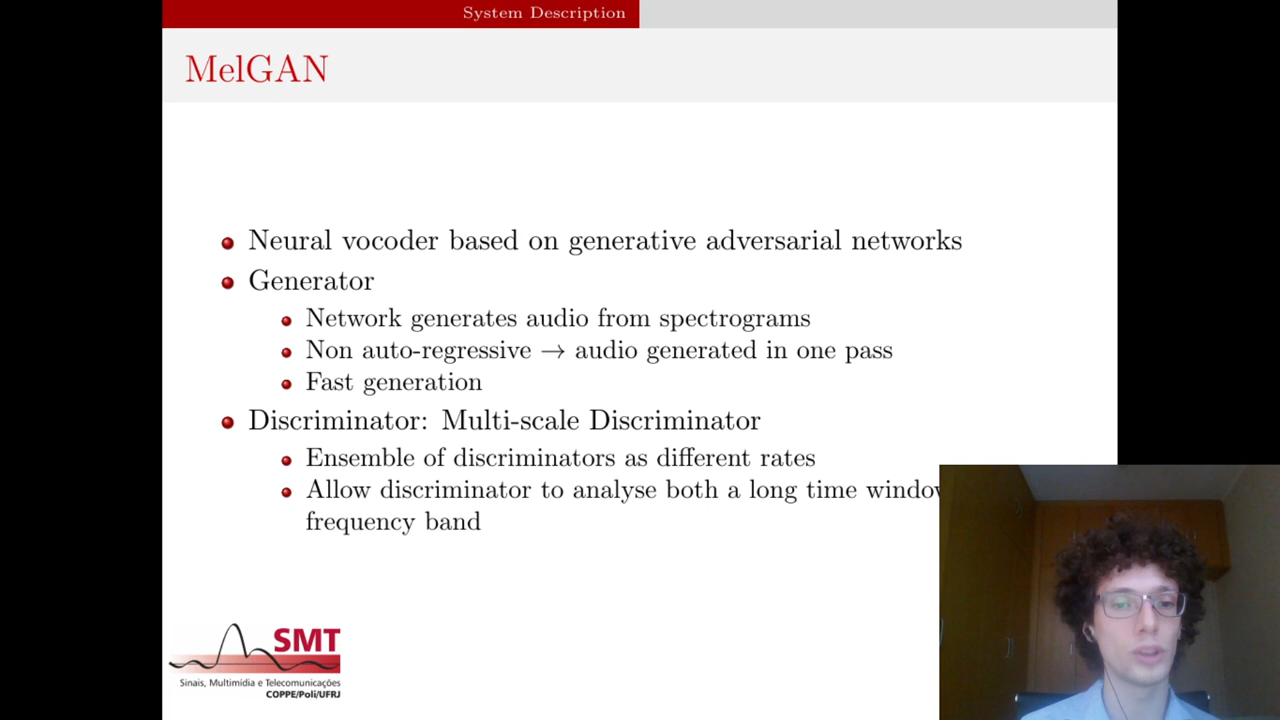 System Description
MelGAN
Neural vocoder based on generative adversarial networks
Generator
Network generates audio from spectrograms
Non auto-regressive → audio generated in one pass
Fast generation
Discriminator: Multi-scale Discriminator
Ensemble of discriminators as different rates
Allow discriminator to analyse both a long time window
frequency band
SMT
Sinais, Multimídia e Telecomunicações
COPPE/Poli/UFRJ